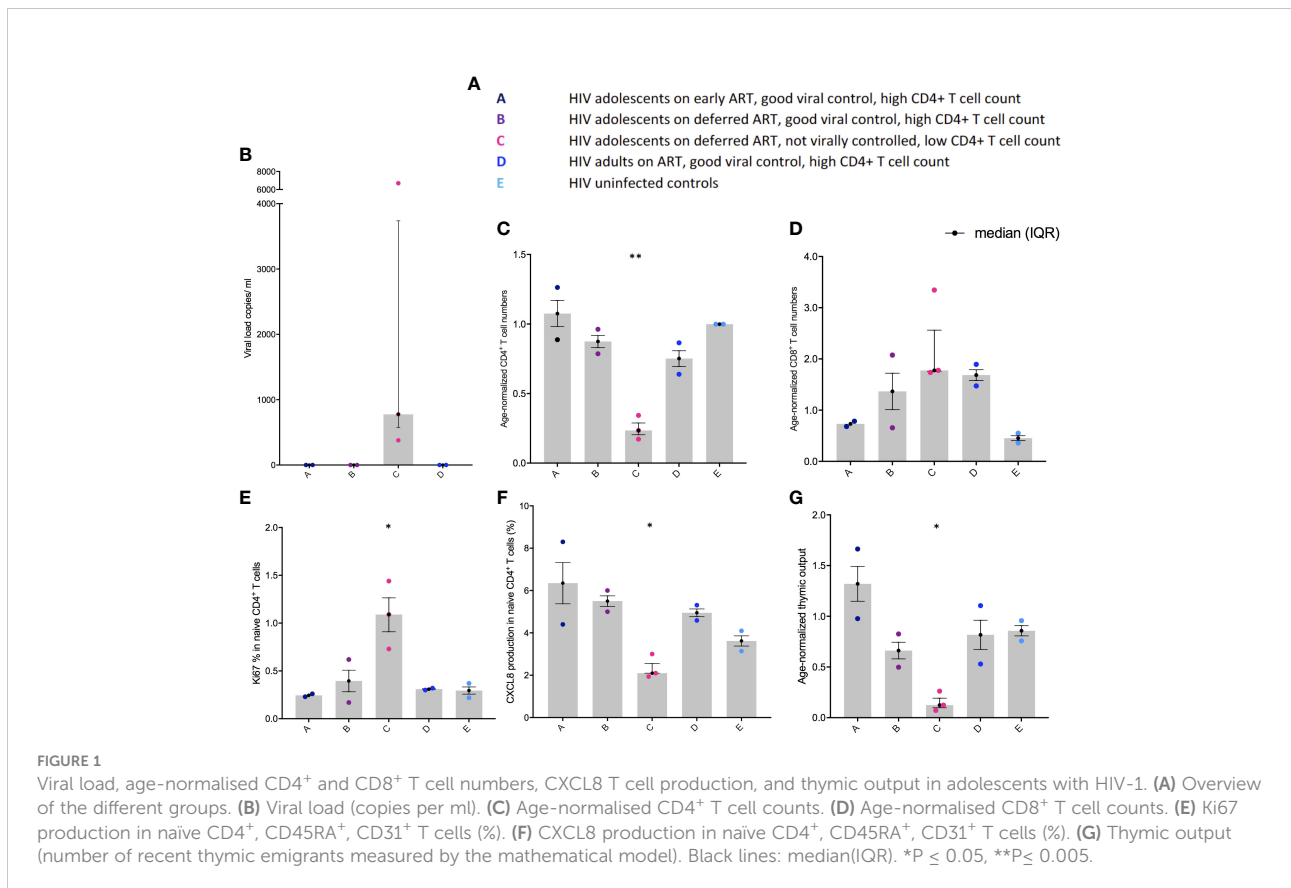 A
A HIV adolescents on early ART, good viral control, high CD4+ T cell count
B HIV adolescents on deferred ART, good viral control, high CD4+ T cell count
C HIV adolescents on deferred ART, not virally controlled, low CD4+ T cell count
D HIV adults on ART, good viral control, high CD4+ T cell count
E HIV uninfected controls
B
Viral load copies/ ml
8000
6000
4000
3000
2000
1000
0
A B C D
C
Age-normalized CD4+ T cell numbers
1.5
1.0
0.5
0.0
**
A B C D E
D
median (IQR)
Age-normalized CD8+ T cell numbers
4.0
3.0
2.0
1.0
0.0
A B C D E
E
Ki67 % in naive CD4+ T cells
2.0
1.5
1.0
0.5
0.0
*
A B C D E
F
CXCL8 production in naïve CD4+ T cells (%)
10
8
6
4
2
0
*
A B C D E
G
Age-normalized thymic output
2.0
1.5
1.0
0.5
0.0
*
A B C D E
FIGURE 1
Viral load, age-normalised CD4+ and CD8+ T cell numbers, CXCL8 T cell production, and thymic output in adolescents with HIV-1. (A) Overview
of the different groups. (B) Viral load (copies per ml). (C) Age-normalised CD4+ T cell counts. (D) Age-normalised CD8+ T cell counts. (E) Ki67
production in naïve CD4+, CD45RA+, CD31+ T cells (%). (F) CXCL8 production in naïve CD4+, CD45RA+, CD31+ T cells (%). (G) Thymic output
(number of recent thymic emigrants measured by the mathematical model). Black lines: median(IQR). *P ≤ 0.05, **P≤ 0.005.